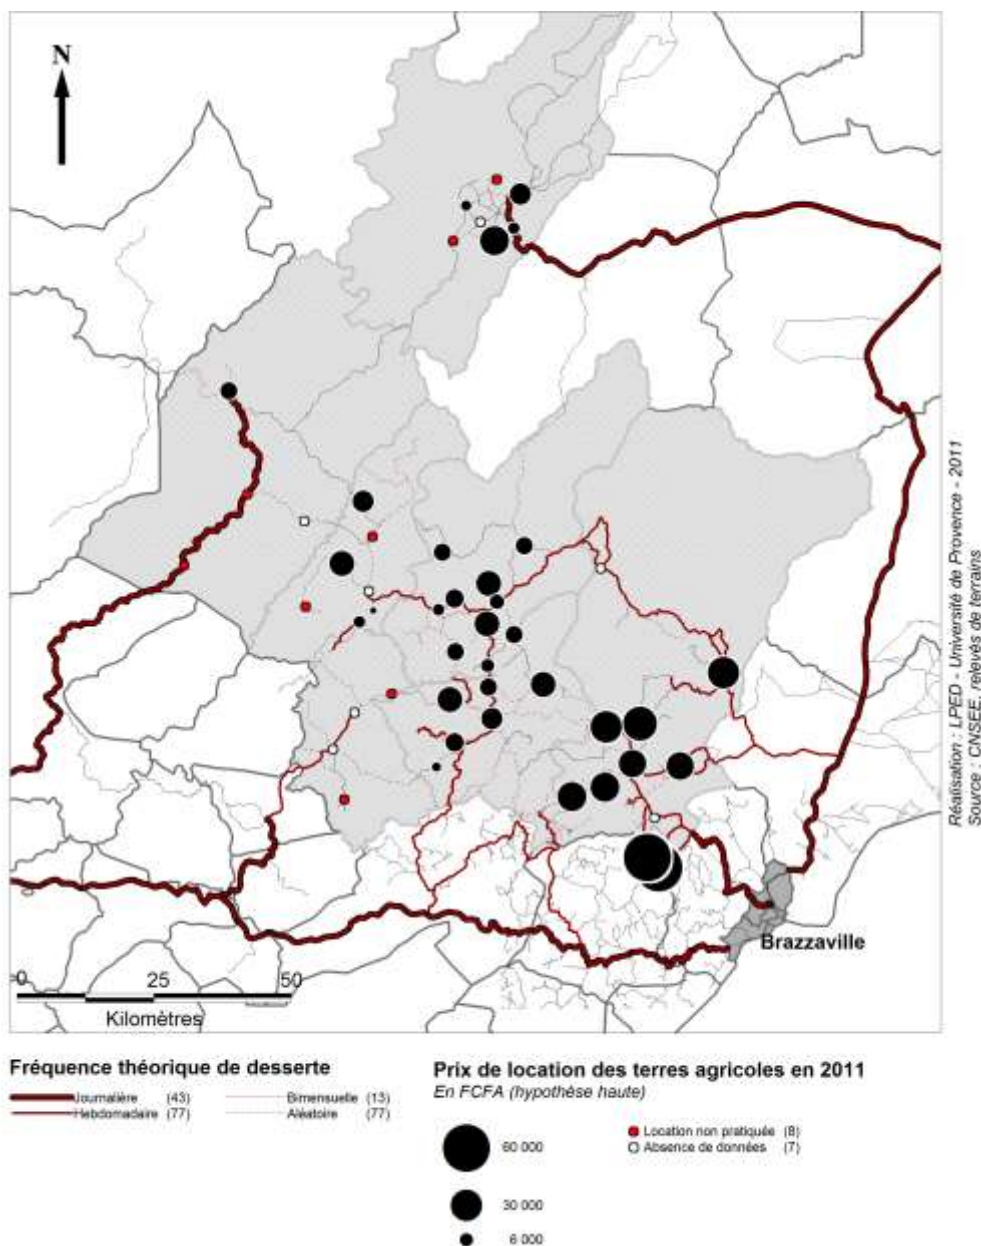 N
Réalisation : LPED - Université de Provence - 2011
Source : CNSEE, relevés de terrains
Brazzaville
0 25 50
Kilomètres
Fréquence théorique de desserte
Journalière (43)
Hebdomadaire (77)
Bimensuelle (13)
Aléatoire (77)
Prix de location des terres agricoles en 2011
En FCFA (hypothèse haute)
60 000
30 000
6 000
Location non pratiquée (8)
Absence de données (7)